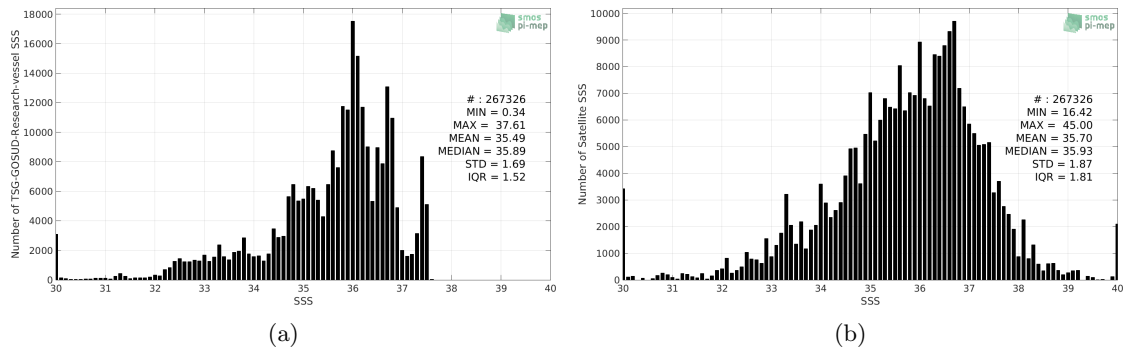 18000
16000
14000
12000
10000
8000
6000
4000
2000
0
Number of TSG-GOSUD-Research-vessel SSS
smos
pi-mep
# : 267326
MIN = 0.34
MAX = 37.61
MEAN = 35.49
MEDIAN = 35.89
STD = 1.69
IQR = 1.52
30 31 32 33 34 35 36 37 38 39 40
SSS
(a)
10000
9000
8000
7000
6000
5000
4000
3000
2000
1000
0
Number of Satellite SSS
smos
pi-mep
# : 267326
MIN = 16.42
MAX = 45.00
MEAN = 35.70
MEDIAN = 35.93
STD = 1.87
IQR = 1.81
30 31 32 33 34 35 36 37 38 39 40
SSS
(b)